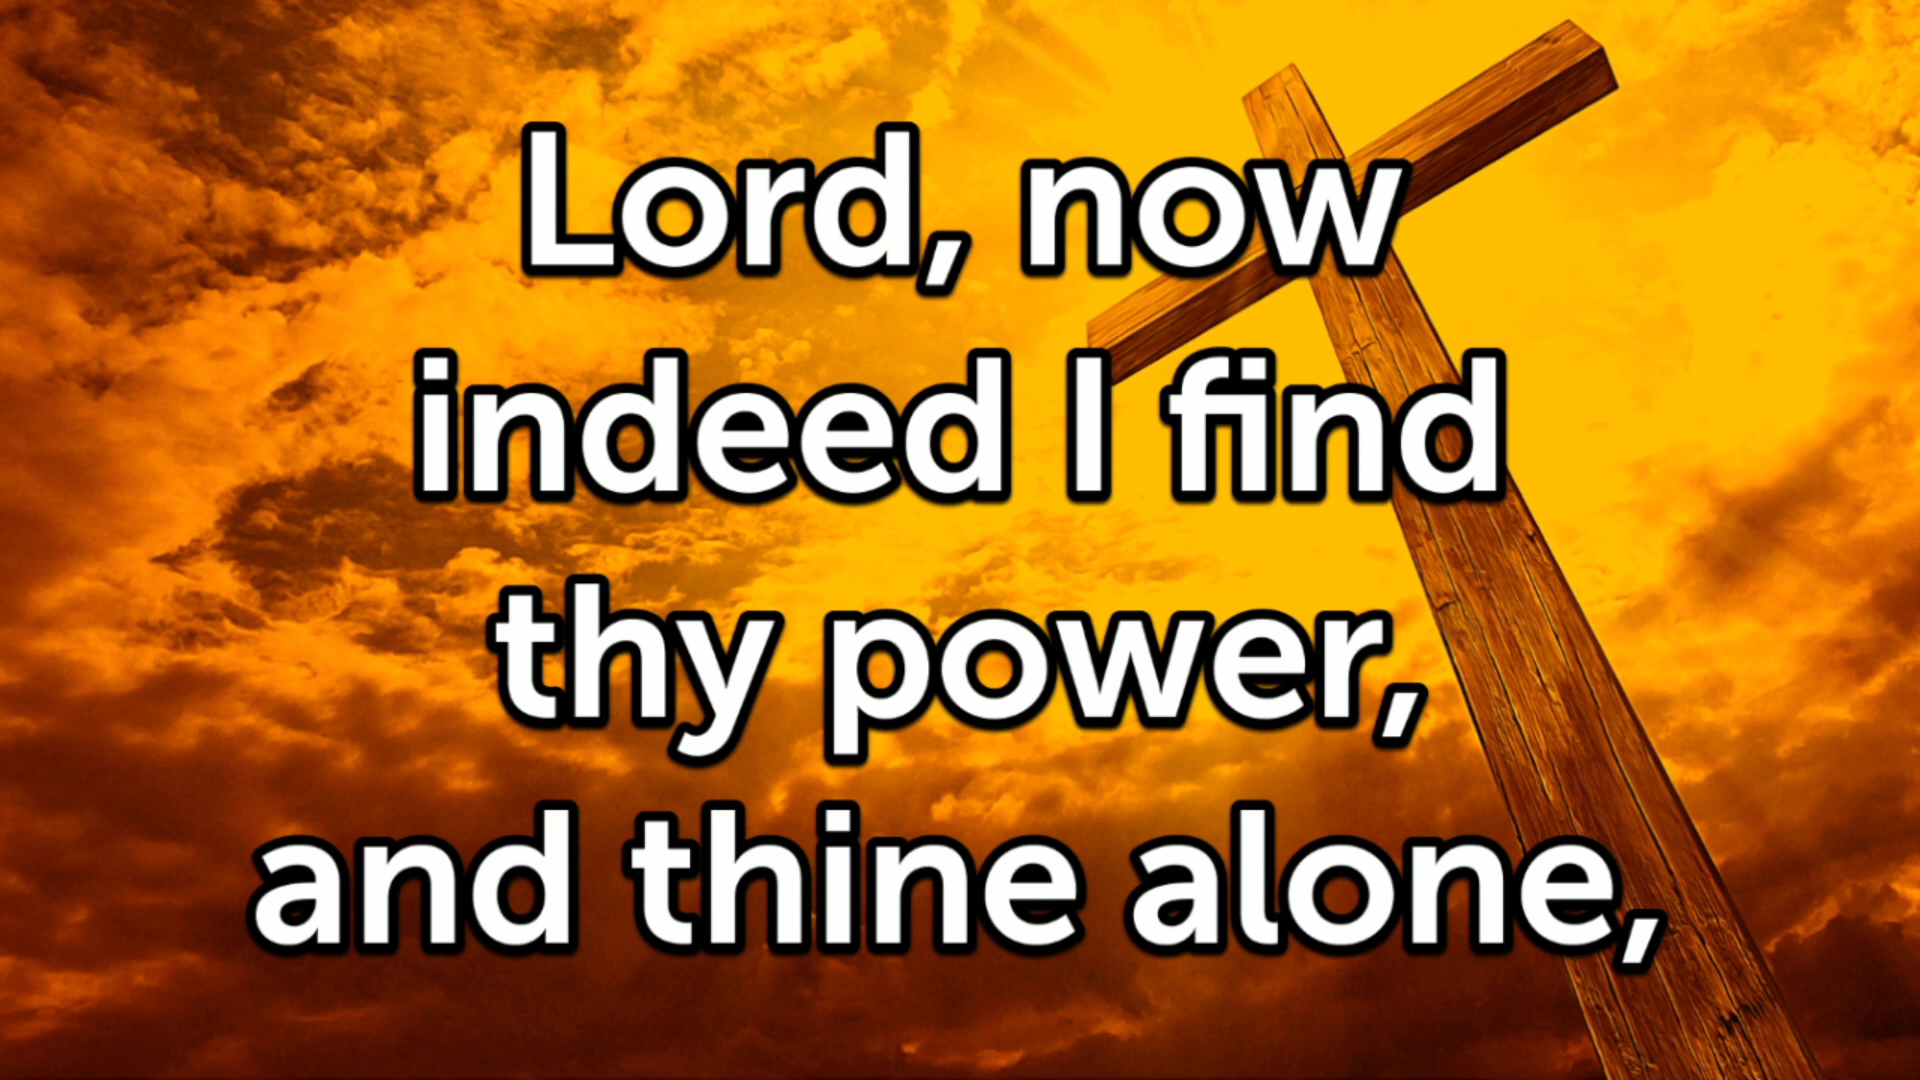 Lord, now
indeed I find
thy power,
and thine alone,